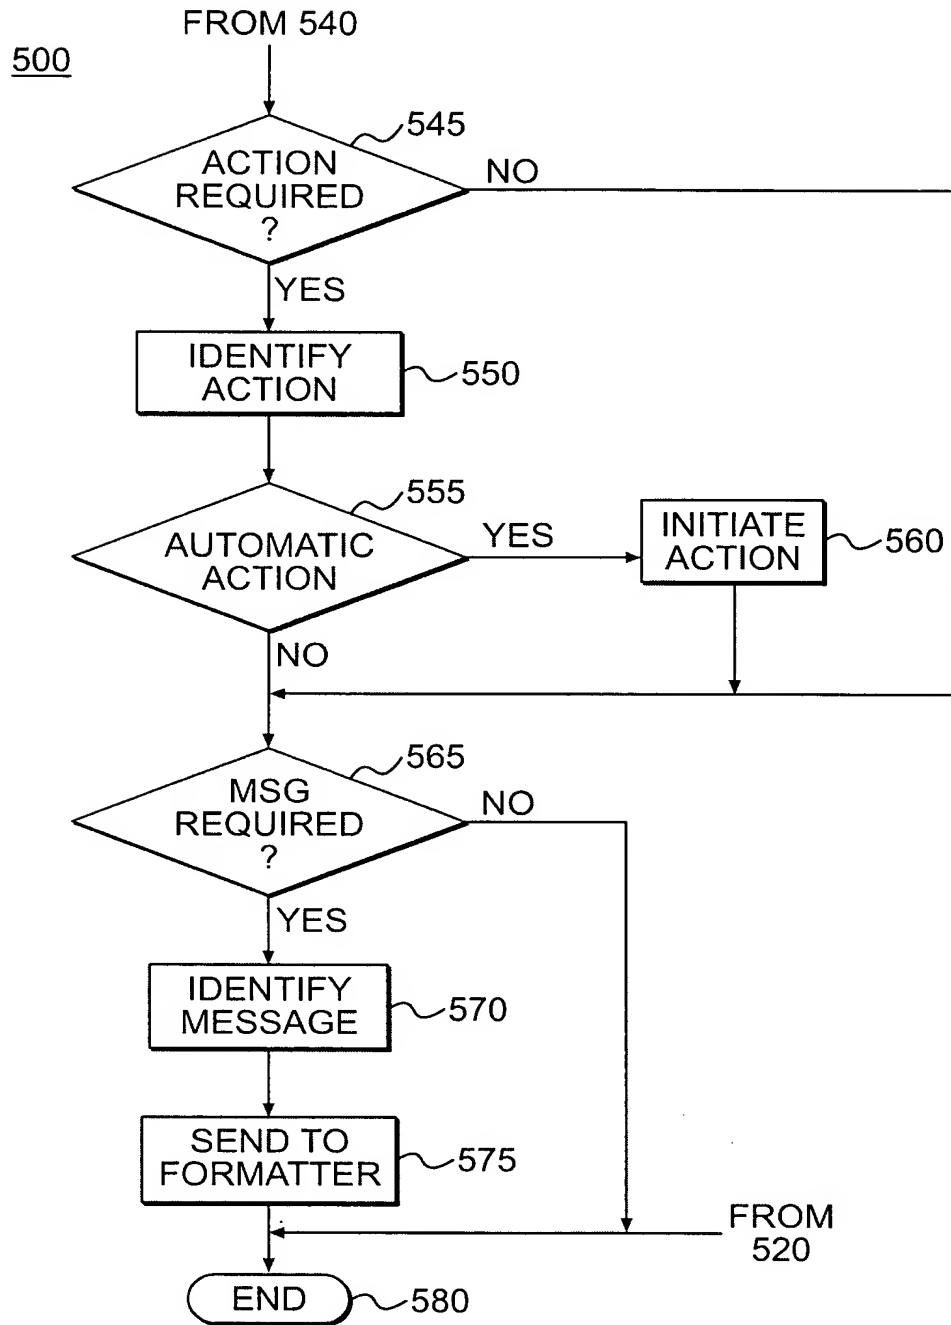 FROM 540
500
545
ACTION
REQUIRED
?
NO
YES
IDENTIFY
ACTION
550
555
AUTOMATIC
ACTION
YES
INITIATE
ACTION
560
NO
565
MSG
REQUIRED
?
NO
YES
IDENTIFY
MESSAGE
570
SEND TO
FORMATTER
575
FROM
520
END
580